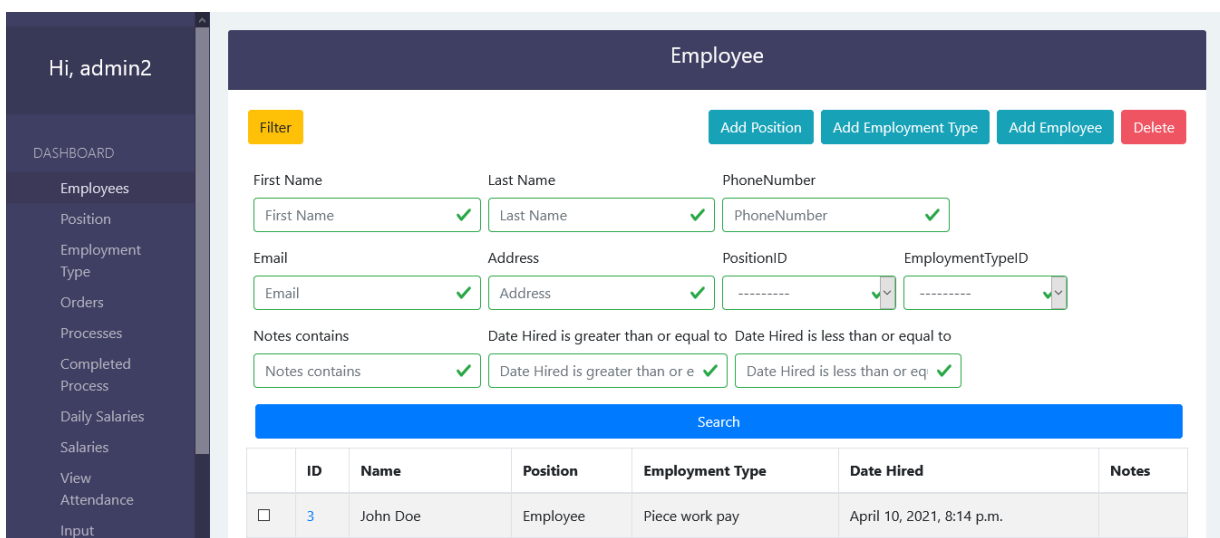 Hi, admin2
DASHBOARD
Employees
Position
Employment
Type
Orders
Processes
Completed
Process
Daily Salaries
Salaries
View
Attendance
Input
Employee
Filter
Add Position Add Employment Type Add Employee Delete
First Name Last Name PhoneNumber
First Name Last Name PhoneNumber
Email Address PositionID EmploymentTypeID
Email Address --------- ---------
Notes contains Date Hired is greater than or equal to Date Hired is less than or equal to
Notes contains Date Hired is greater than or e Date Hired is less than or eq
Search
ID Name Position Employment Type Date Hired Notes
3 John Doe Employee Piece work pay April 10, 2021, 8:14 p.m.